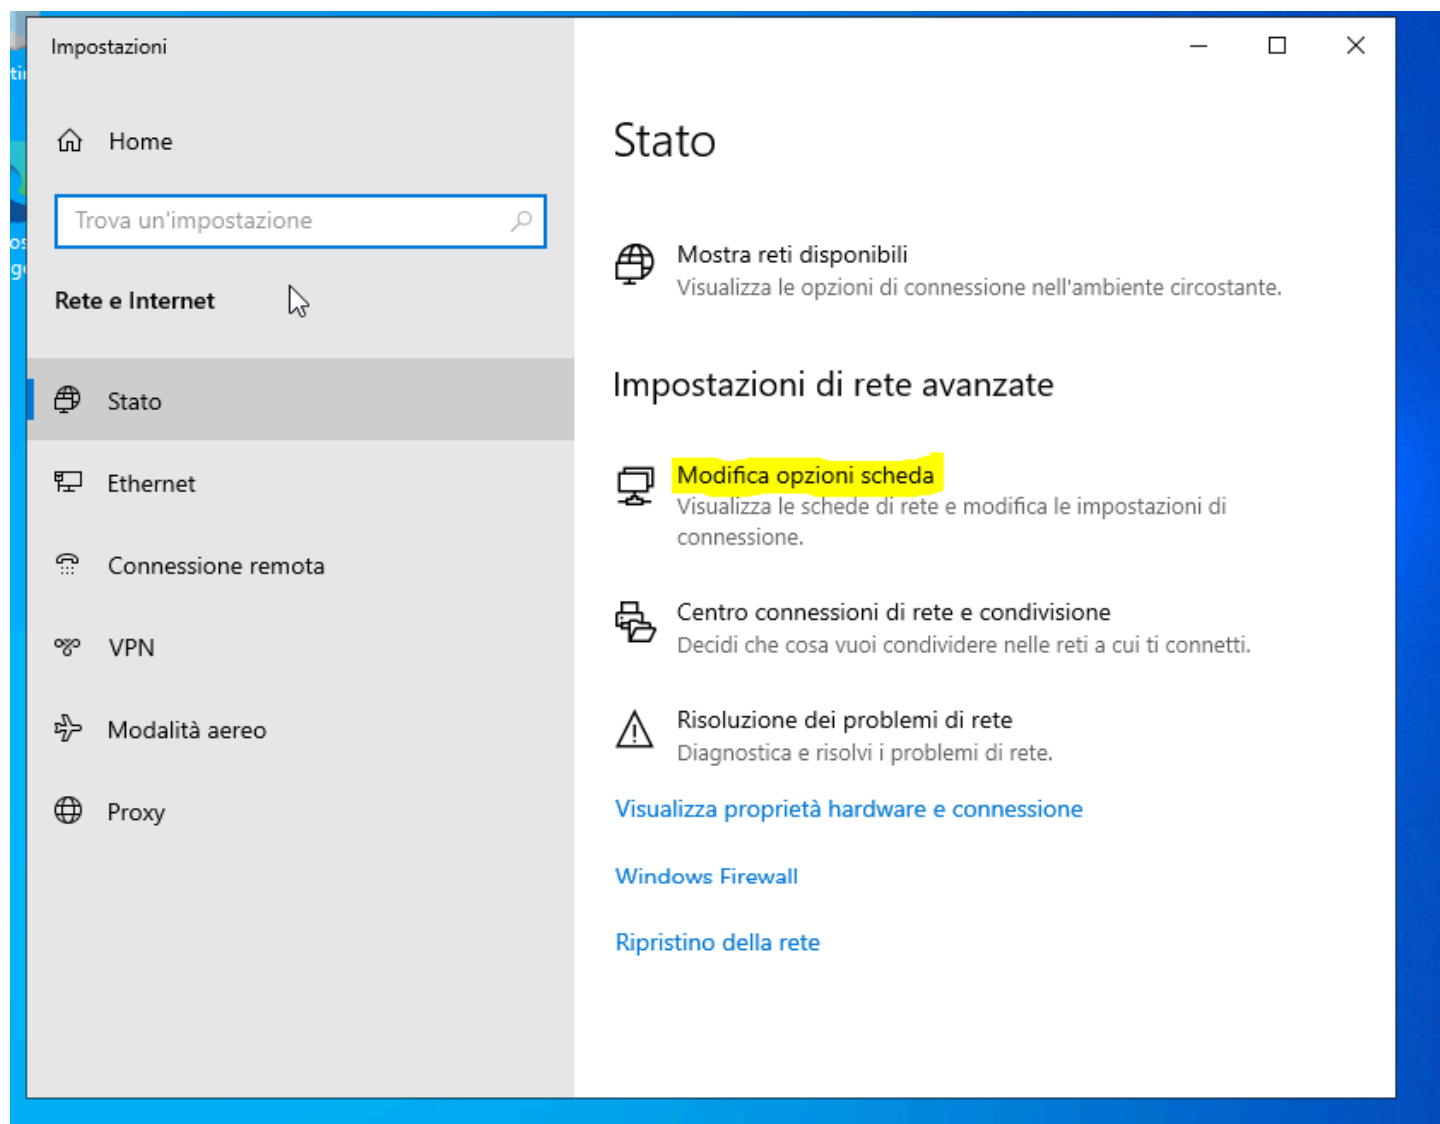 Impostazioni
Home
Trova un'impostazione
Rete e Internet
Stato
Ethernet
Connessione remota
VPN
Modalità aereo
Proxy
Stato
Mostra reti disponibili
Visualizza le opzioni di connessione nell'ambiente circostante.
Impostazioni di rete avanzate
Modifica opzioni scheda
Visualizza le schede di rete e modifica le impostazioni di
connessione.
Centro connessioni di rete e condivisione
Decidi che cosa vuoi condividere nelle reti a cui ti connetti.
Risoluzione dei problemi di rete
Diagnostica e risolvi i problemi di rete.
Visualizza proprietà hardware e connessione
Windows Firewall
Ripristino della rete